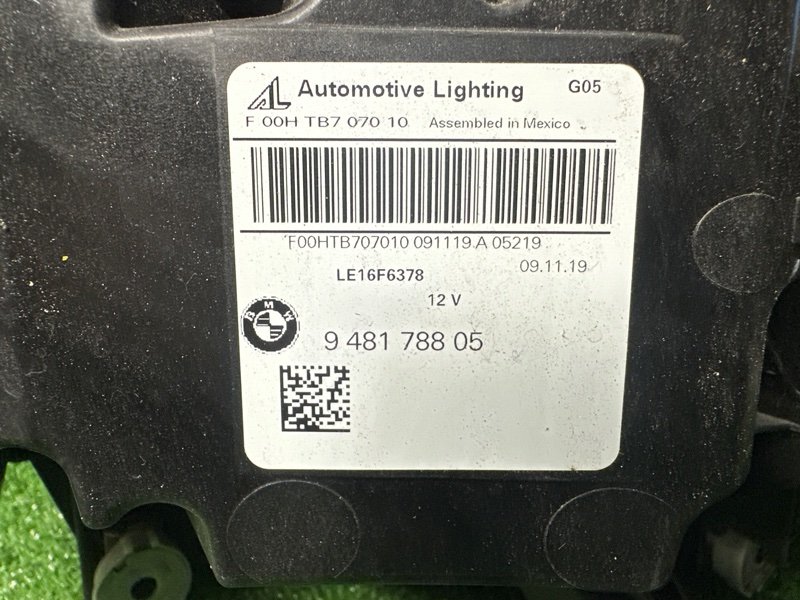 AL Automotive Lighting G05
F 00H TB7 070 10 Assembled in Mexico
F00HTB707010 091119 A 05219
09.11.19
LE16F6378
12 V
BMW
9 481 788 05